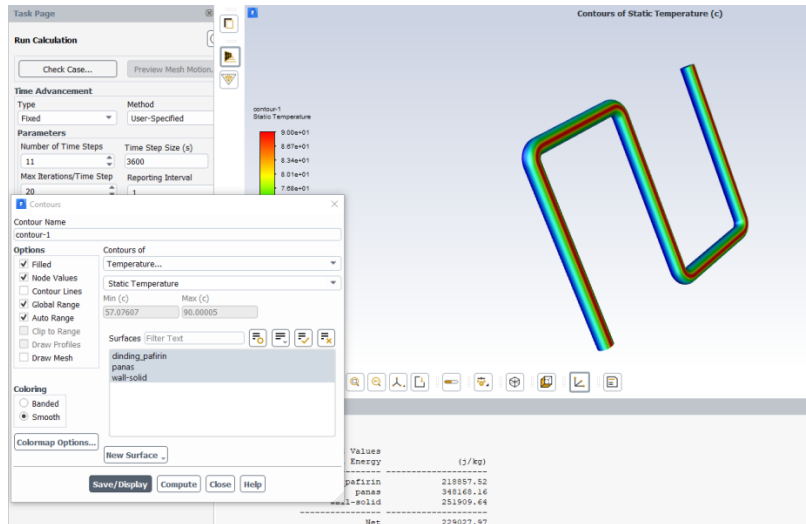 Task Page
Run Calculation
Check Case...
Preview Mesh Motion.
Time Advancement
Type
Method
Fixed
User-Specified
Parameters
Number of Time Steps
Time Step Size (s)
11
3600
Max Iterations/Time Step
Reporting Interval
20
1
Contours
Contour Name
contour-1
Options
Contours of
Filled
Temperature...
Node Values
Contour Lines
Static Temperature
Global Range
Min (c)
Max (c)
Auto Range
57.07607
90.00005
Clip to Range
Draw Profiles
Surfaces
Filter Text
Draw Mesh
dinding_pafirin
panas
wall-solid
Coloring
Banded
Smooth
Colormap Options...
New Surface
Save/Display
Compute
Close
Help
Contours of Static Temperature (c)
contour-1
Static Temperature
9.00e+01
8.67e+01
8.34e+01
8.01e+01
7.68e+01
Values
Energy (j/kg)
pafirin 218857.52
panas 348168.16
wall-solid 251909.64
Net 229027.97